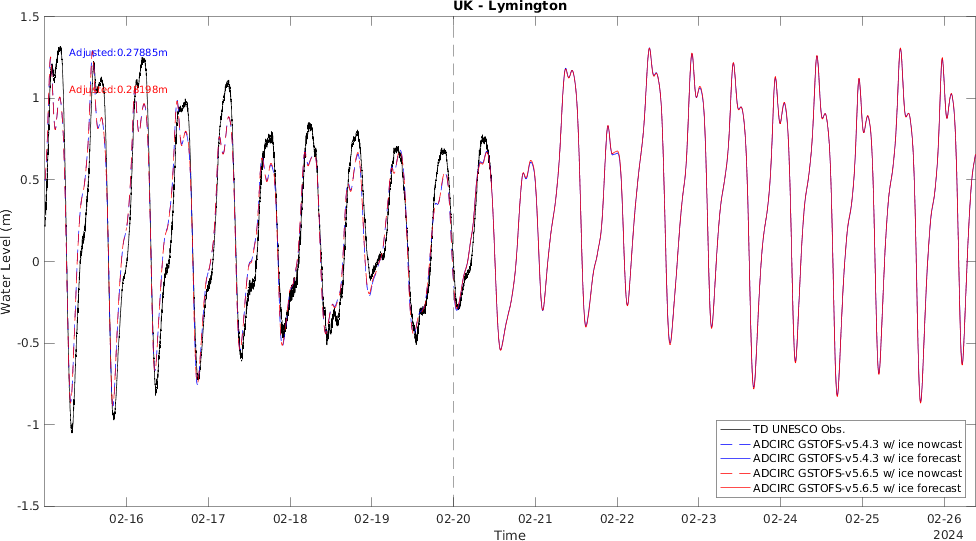 UK - Lymington
1.5
1
0.5
0
-0.5
-1
-1.5
Water Level (m)
Adjusted:0.27885m
Adjusted:0.28198m
TD UNESCO Obs.
ADCIRC GSTOFS-v5.4.3 w/ ice nowcast
ADCIRC GSTOFS-v5.4.3 w/ ice forecast
ADCIRC GSTOFS-v5.6.5 w/ ice nowcast
ADCIRC GSTOFS-v5.6.5 w/ ice forecast
02-16 02-17 02-18 02-19 02-20 02-21 02-22 02-23 02-24 02-25 02-26
Time
2024